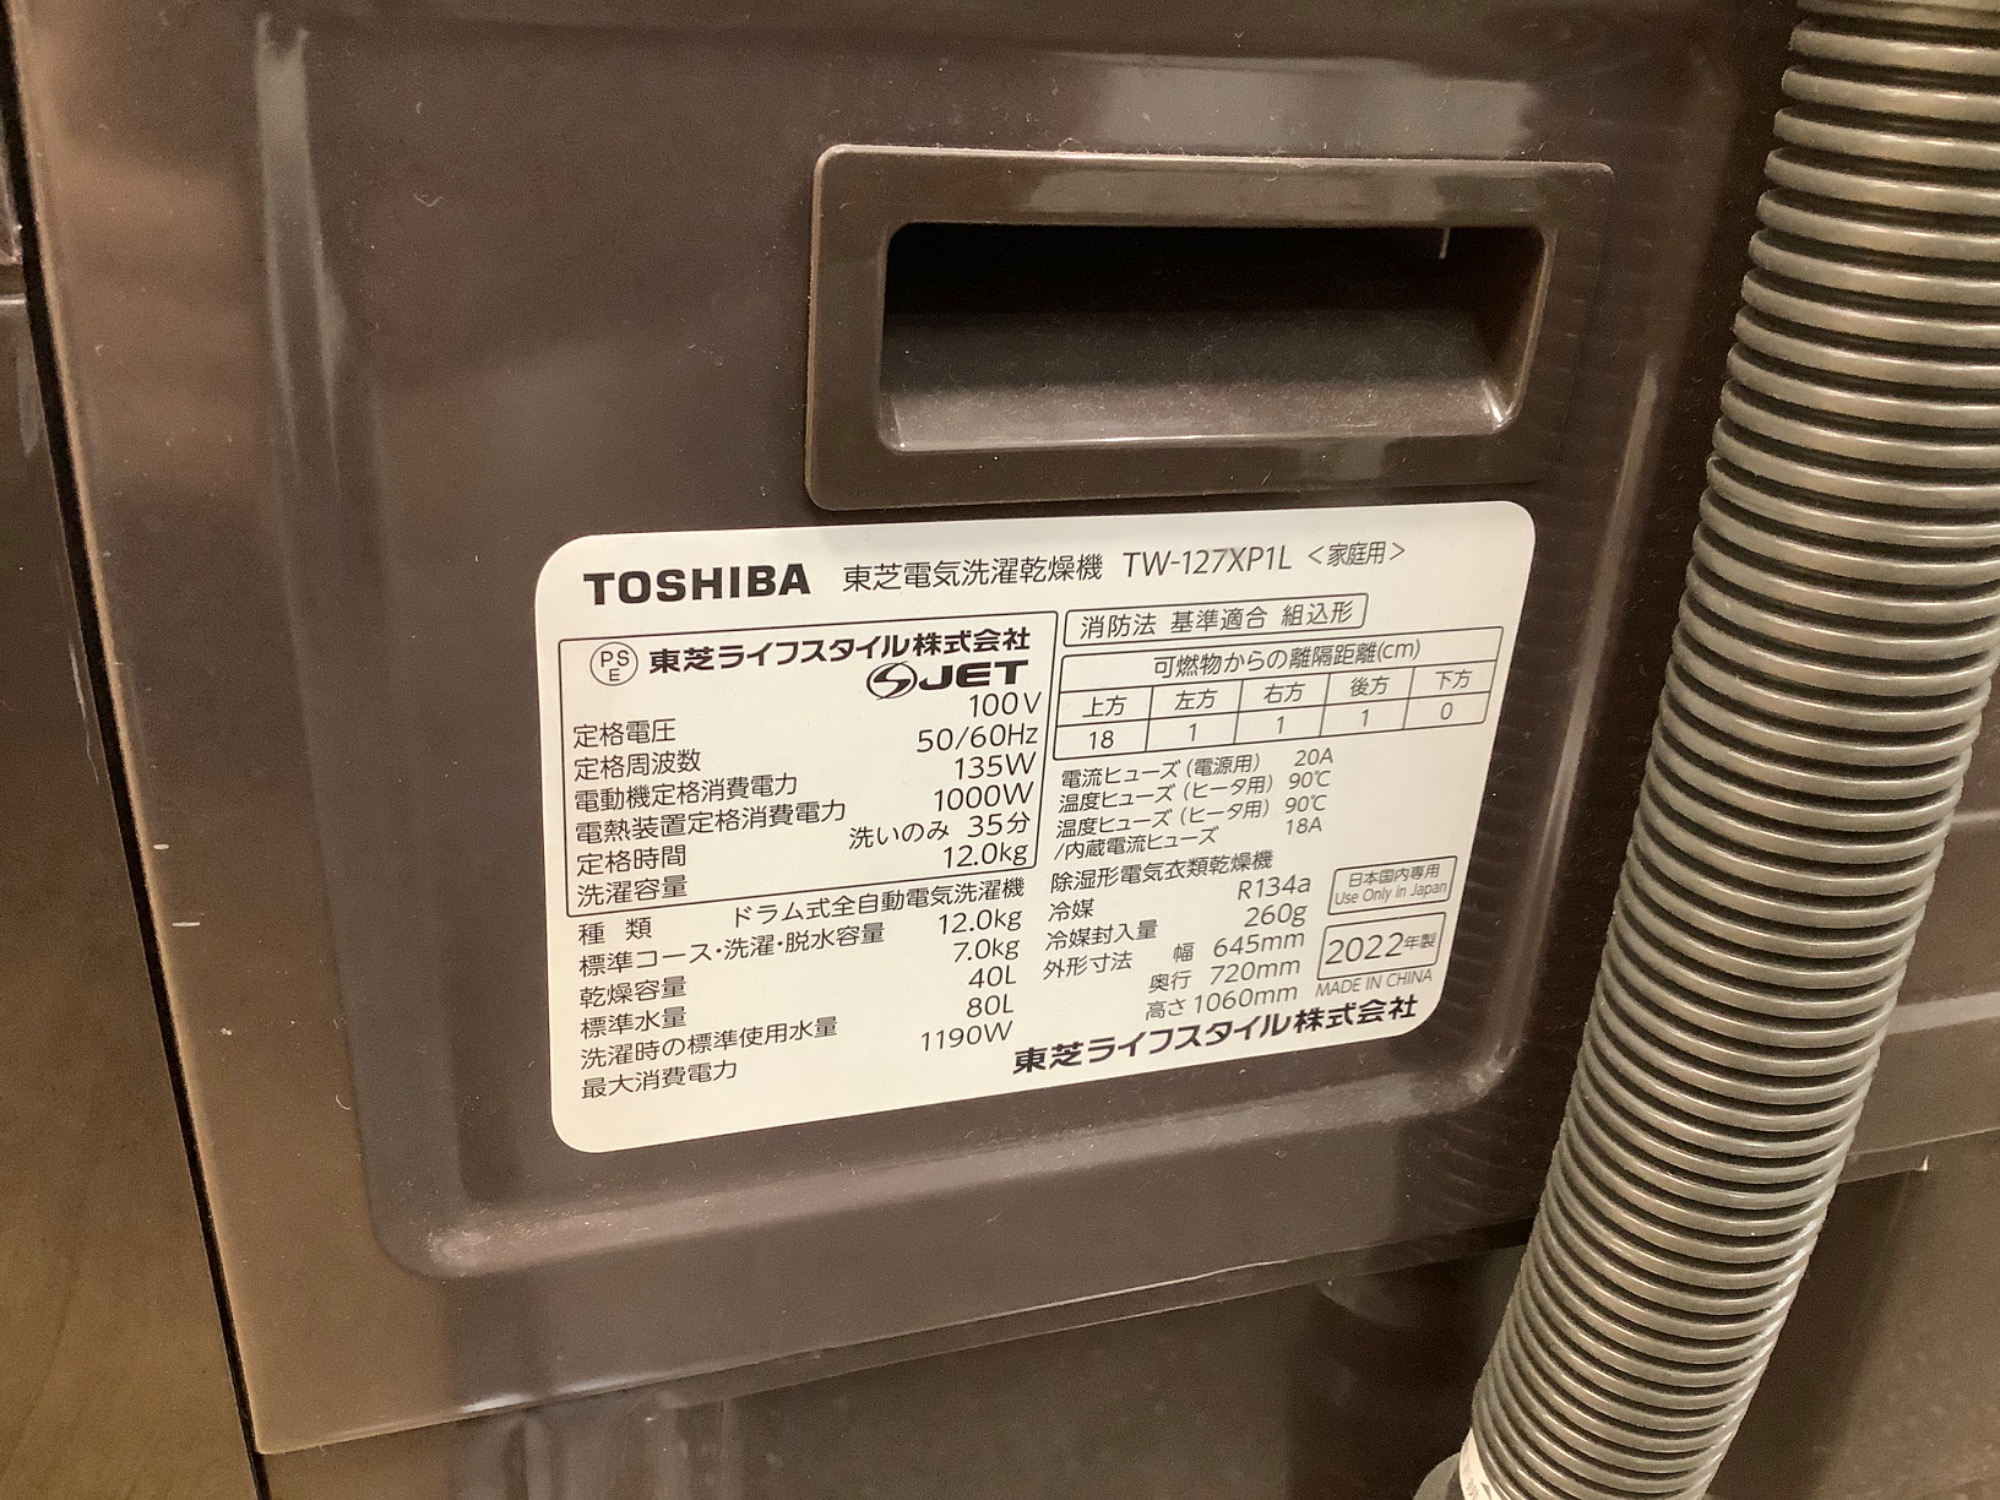 TOSHIBA 東芝電気洗濯乾燥機 TW-127XP1L <家庭用>
PSE 東芝ライフスタイル株式会社
JET
定格電圧 100V
定格周波数 50/60Hz
電動機定格消費電力 135W
電熱装置定格消費電力 1000W
定格時間 洗いのみ 35分
洗濯容量 12.0kg
種類 ドラム式全自動電気洗濯機
標準コース・洗濯・脱水容量 12.0kg
乾燥容量 7.0kg
標準水量 40L
洗濯時の標準使用水量 80L
最大消費電力 1190W
消防法 基準適合 組込形
可燃物からの離隔距離(cm)
上方 左方 右方 後方 下方
18 1 1 1 0
電流ヒューズ(電源用) 20A
温度ヒューズ(ヒータ用) 90℃
温度ヒューズ(ヒータ用) 90℃
/内蔵電流ヒューズ 18A
除湿形電気衣類乾燥機
冷媒 R134a
冷媒封入量 260g
外形寸法 幅 645mm
奥行 720mm
高さ 1060mm
日本国内専用
Use Only in Japan
2022年製
MADE IN CHINA
東芝ライフスタイル株式会社